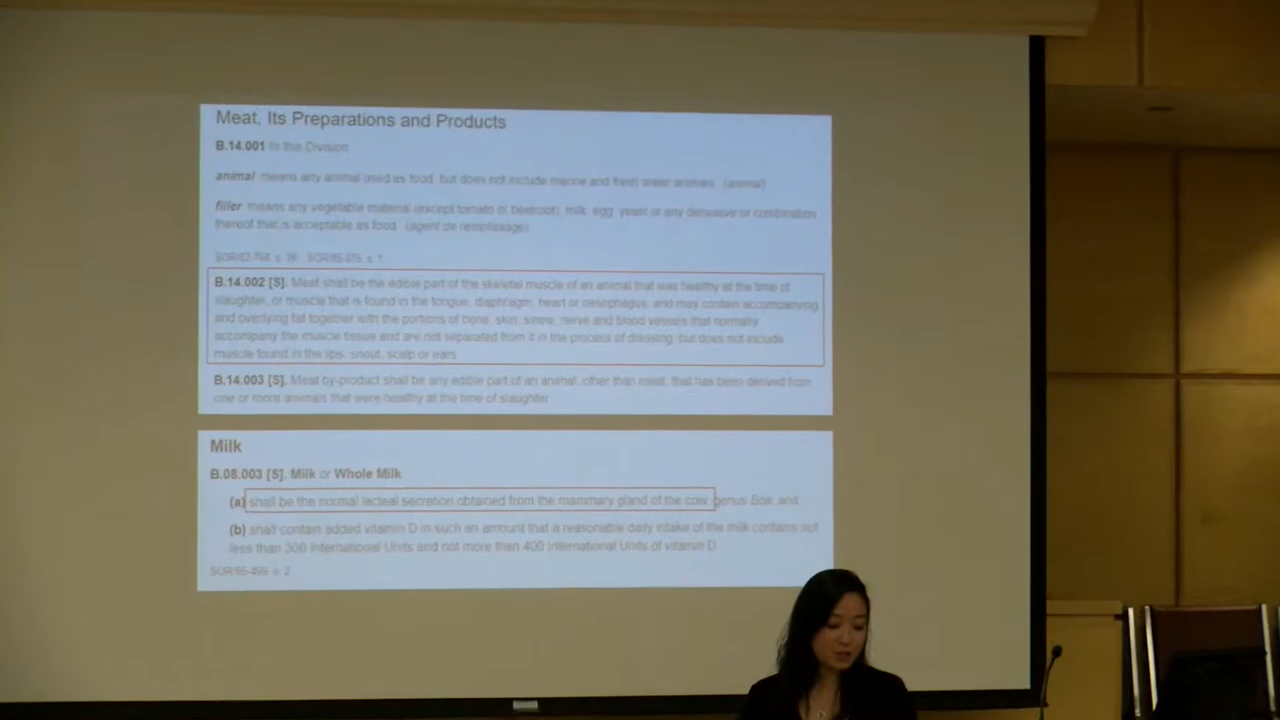 Meat, Its Preparations and Products
B.14.001 In this Division
animal means any animal used as food, but does not include marine and fresh water animals. (animal)
filler means any vegetable material (except tomato or beetroot), milk, egg, yeast or any derivative or combination
thereof that is acceptable as food. (agent de remplissage)
B.14.002 [S]. Meat shall be the edible part of the skeletal muscle of an animal that was healthy at the time of
slaughter, or muscle that is found in the tongue, diaphragm, heart or oesophagus, and may contain accompanying
and overlying fat together with the portions of bone, skin, sinew, nerve and blood vessels that normally
accompany the muscle tissue and are not separated from it in the process of dressing, but does not include
muscle found in the lips, snout, scalp or ears.
B.14.003 [S]. Meat by-product shall be any edible part of an animal, other than meat, that has been derived from
one or more animals that were healthy at the time of slaughter.
Milk
B.08.003 [S]. Milk or Whole Milk
(a) shall be the normal lacteal secretion obtained from the mammary gland of the cow, genus Bos; and
(b) shall contain added vitamin D in such an amount that a reasonable daily intake of the milk contains not
less than 300 International Units and not more than 400 International Units of vitamin D.